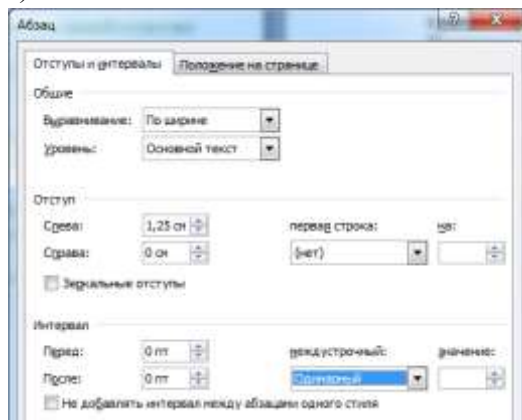 Абзац
Отступы и интервалы Положение на странице
Общие
Выравнивание: По ширине
Уровень: Основной текст
Отступ
Слева: 1,25 см первая строка: на:
Справа: 0 см (нет)
Зеркальные отступы
Интервал
Перед: 0 пт междустрочный: значение:
После: 0 пт Одинарный
Не добавлять интервал между абзацами одного стиля